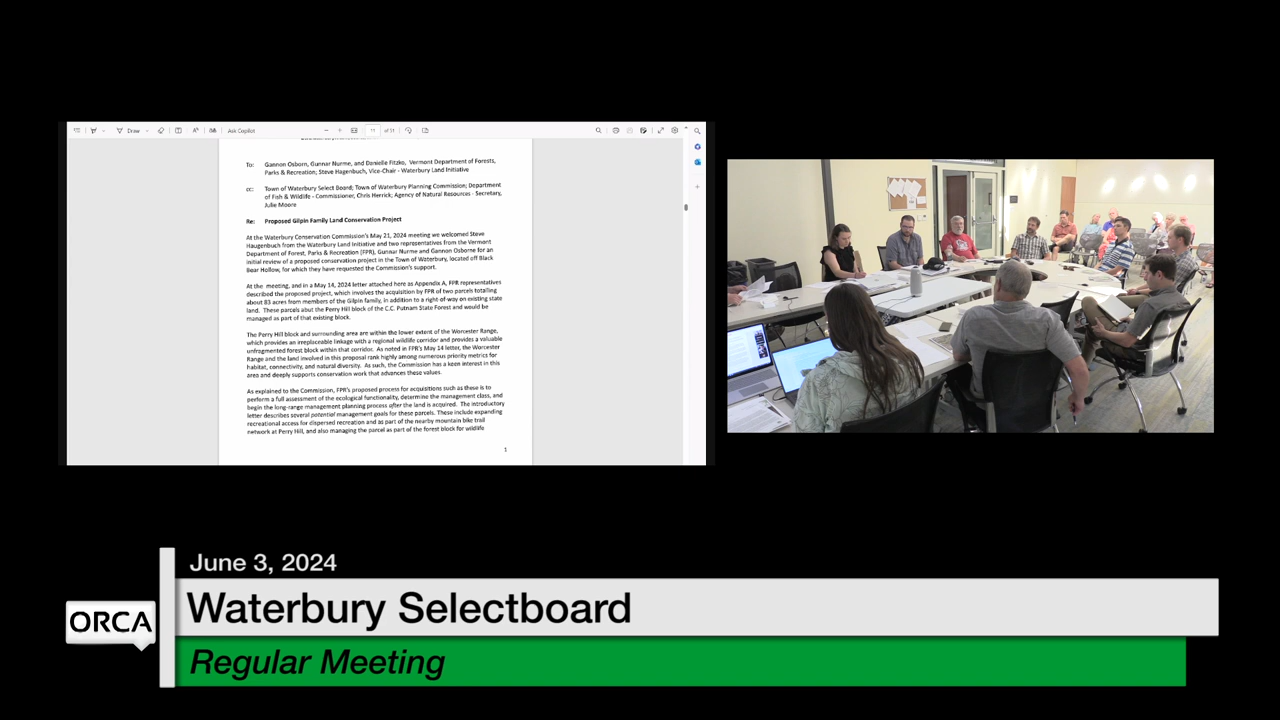 Draw
Ask Copilot
11
of 31
To: Gannon Osborn, Gunnar Nurme, and Danielle Fitzko, Vermont Department of Forests,
Parks & Recreation; Steve Hagenbuch, Vice-Chair - Waterbury Land Initiative
cc: Town of Waterbury Select Board; Town of Waterbury Planning Commission; Department
of Fish & Wildlife - Commissioner, Chris Herrick; Agency of Natural Resources - Secretary,
Julie Moore
Re: Proposed Gilpin Family Land Conservation Project
At the Waterbury Conservation Commission's May 21, 2024 meeting we welcomed Steve
Haugenbuch from the Waterbury Land Initiative and two representatives from the Vermont
Department of Forest, Parks & Recreation (FPR), Gunnar Nurme and Gannon Osborne for an
initial review of a proposed conservation project in the Town of Waterbury, located off Black
Bear Hollow, for which they have requested the Commission's support.
At the meeting, and in a May 14, 2024 letter attached here as Appendix A, FPR representatives
described the proposed project, which involves the acquisition by FPR of two parcels totalling
about 83 acres from members of the Gilpin family, in addition to a right-of-way on existing state
land. These parcels abut the Perry Hill block of the C.C. Putnam State Forest and would be
managed as part of that existing block.
The Perry Hill block and surrounding area are within the lower extent of the Worcester Range,
which provides an irreplaceable linkage with a regional wildlife corridor and provides a valuable
unfragmented forest block within that corridor. As noted in FPR's May 14 letter, the Worcester
Range and the land involved in this proposal rank highly among numerous priority metrics for
habitat, connectivity, and natural diversity. As such, the Commission has a keen interest in this
area and deeply supports conservation work that advances these values.
As explained to the Commission, FPR's proposed process for acquisitions such as these is to
perform a full assessment of the ecological functionality, determine the management class, and
begin the long-range management planning process after the land is acquired. The introductory
letter describes several potential management goals for these parcels. These include expanding
recreational access for dispersed recreation and as part of the nearby mountain bike trail
network at Perry Hill, and also managing the parcel as part of the forest block for wildlife
1
June 3, 2024
ORCA
Waterbury Selectboard
Regular Meeting